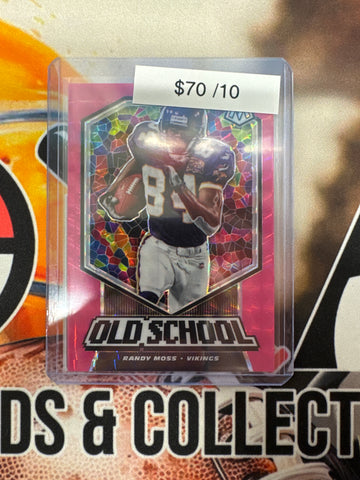 $70 /10
84
OLD SCHOOL
RANDY MOSS - VIKINGS
DS & COLLECT